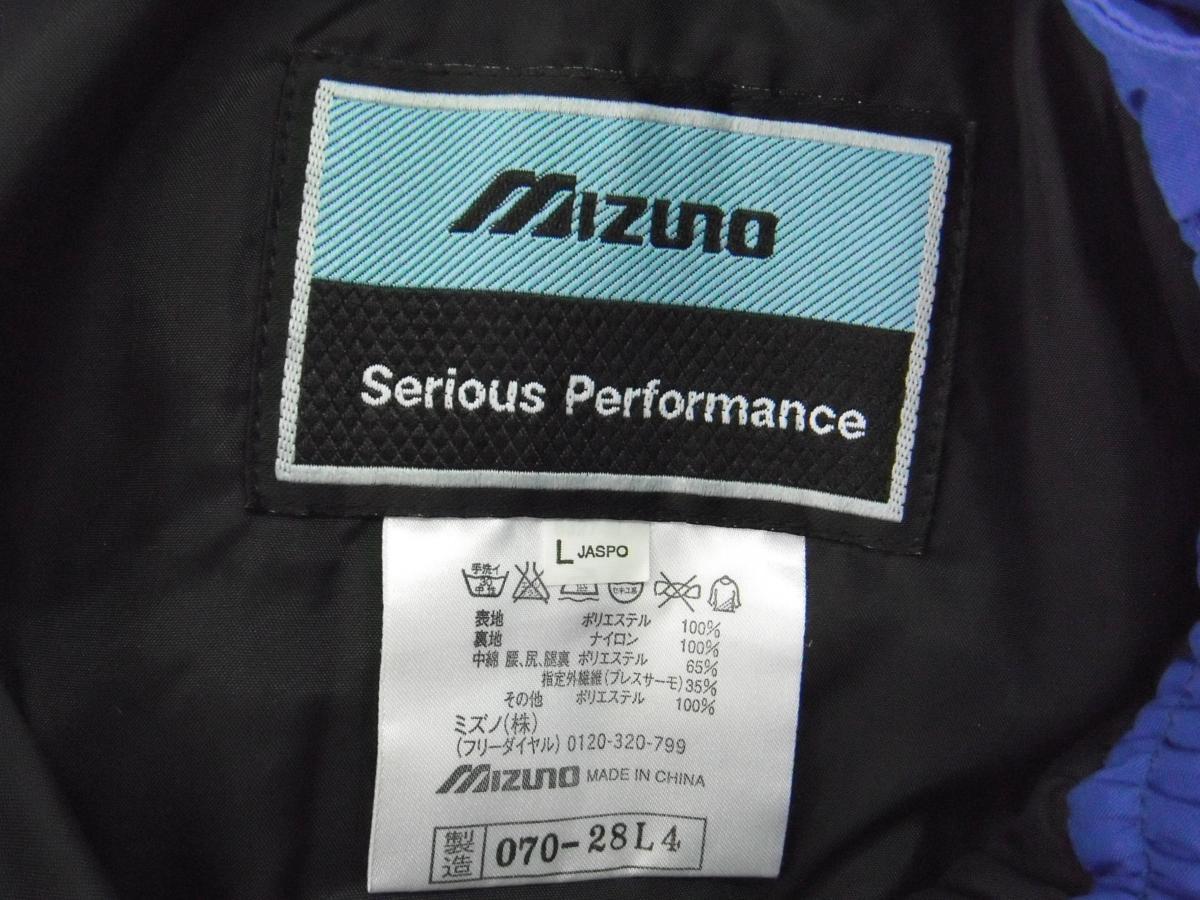 MIZUNO
Serious Performance
L JASPO
手洗イ
30
中性
表地 ポリエステル 100%
裏地 ナイロン 100%
中綿 腰、尻、腿裏 ポリエステル 65%
指定外繊維(ブレスサーモ)35%
その他 ポリエステル 100%
ミズノ(株)
(フリーダイヤル) 0120-320-799
MIZUNO MADE IN CHINA
製造 070-28L4